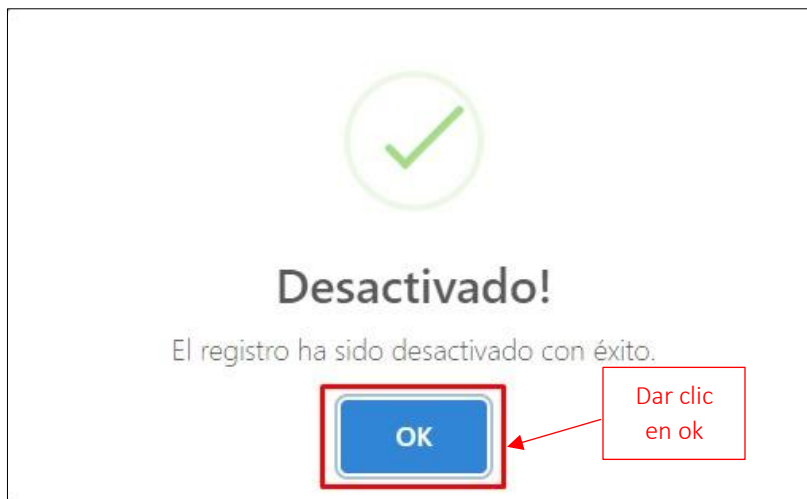 Desactivado!
El registro ha sido desactivado con éxito.
OK
Dar clic
en ok